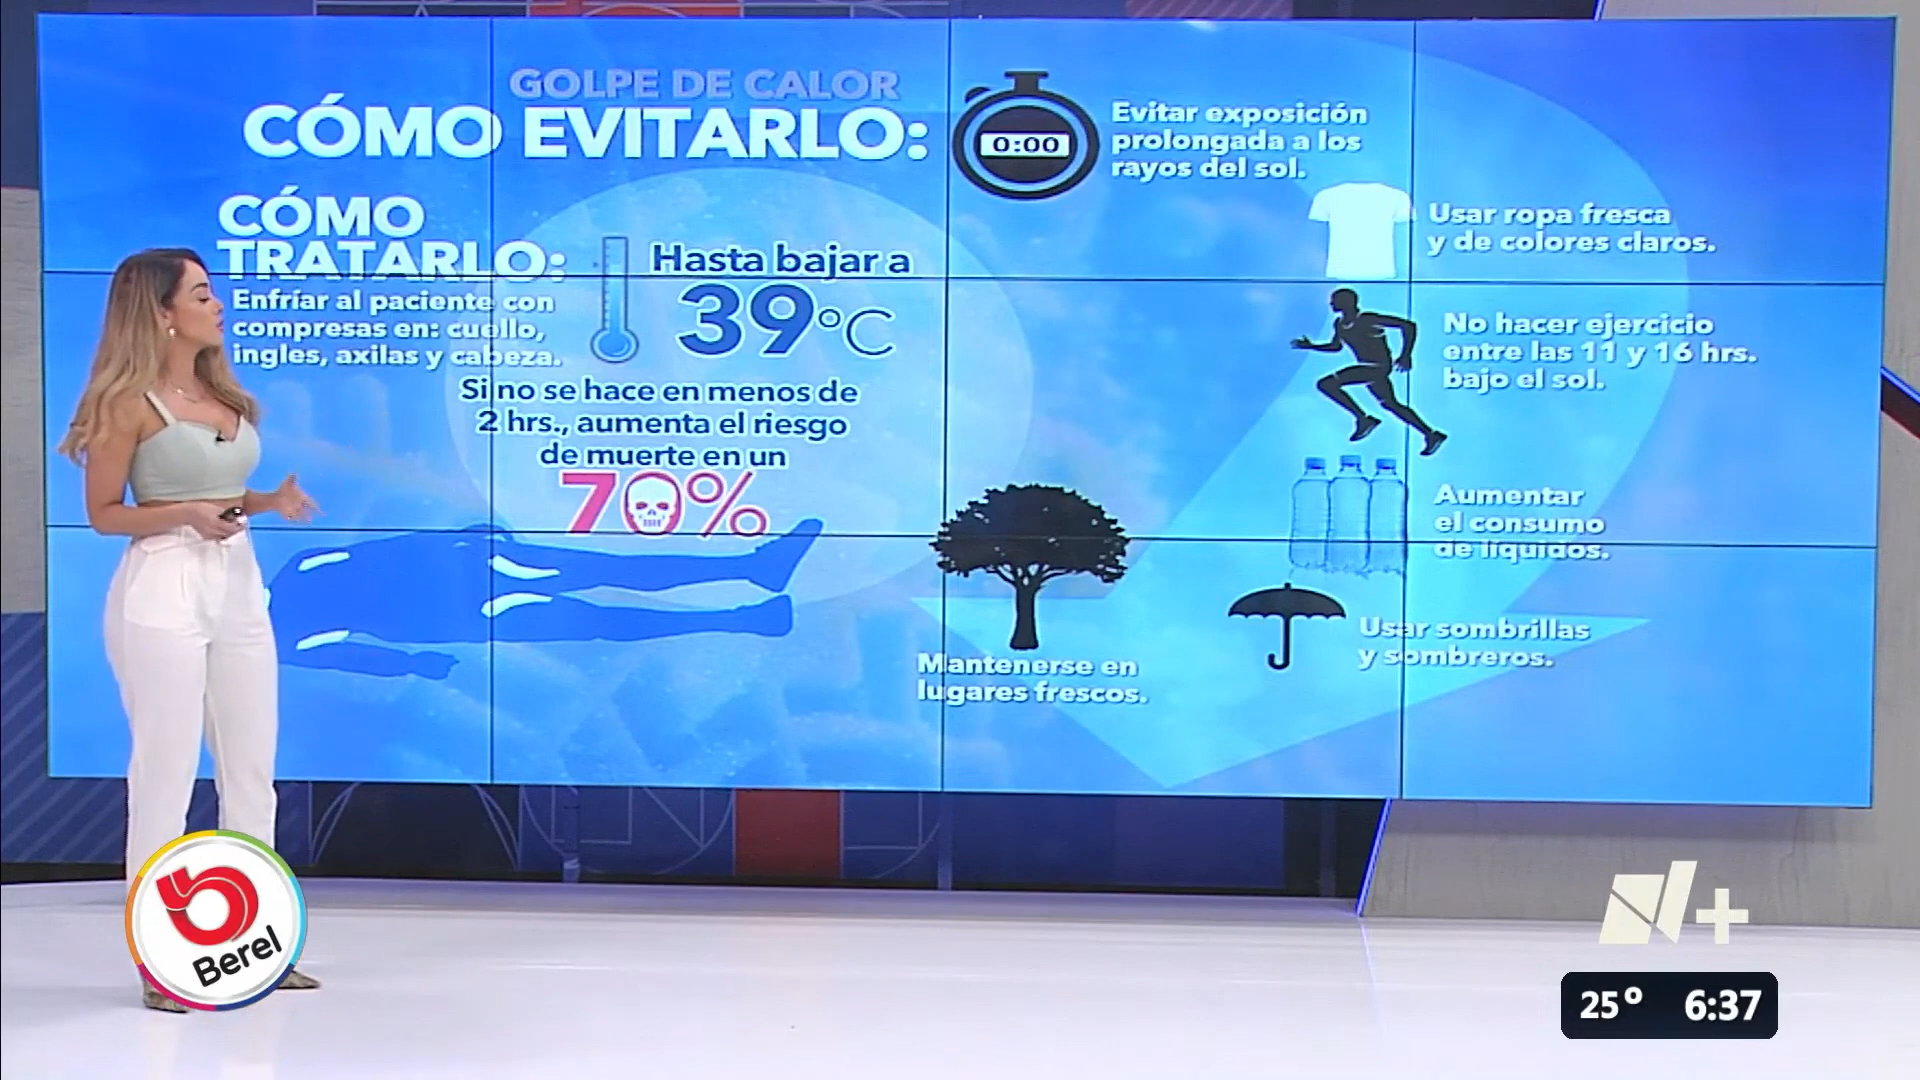 GOLPE DE CALOR
CÓMO EVITARLO:
CÓMO
TRATARLO:
Enfríar al paciente con
compresas en: cuello,
ingles, axilas y cabeza.
Hasta bajar a
39°C
Si no se hace en menos de
2 hrs., aumenta el riesgo
de muerte en un
70%
0:00
Evitar exposición
prolongada a los
rayos del sol.
Usar ropa fresca
y de colores claros.
No hacer ejercicio
entre las 11 y 16 hrs.
bajo el sol.
Aumentar
el consumo
de líquidos.
Usar sombrillas
y sombreros.
Mantenerse en
lugares frescos.
Berel
N+
25° 6:37